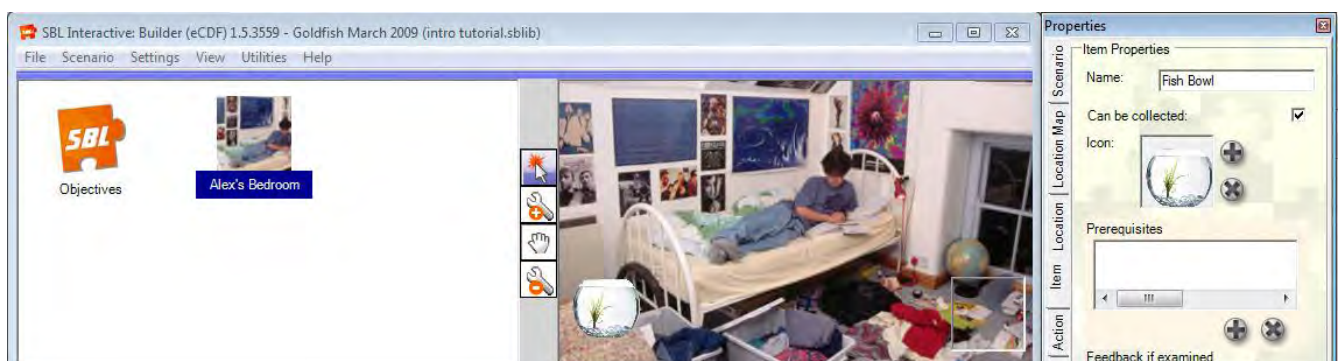 SBL Interactive: Builder (eCDF) 1.5.3559 - Goldfish March 2009 (intro tutorial.sblib)
File Scenario Settings View Utilities Help
SBL
Objectives
Alex's Bedroom
Properties
Scenario
Location Map
Location
Item
Action
Item Properties
Name: Fish Bowl
Can be collected:
Icon:
Prerequisites
Feedback if examined